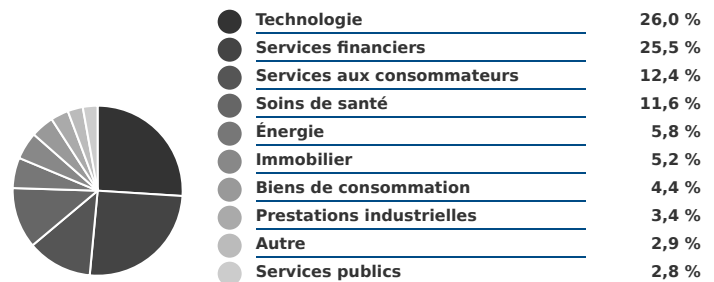 Technologie 26,0 %
Services financiers 25,5 %
Services aux consommateurs 12,4 %
Soins de santé 11,6 %
Énergie 5,8 %
Immobilier 5,2 %
Biens de consommation 4,4 %
Prestations industrielles 3,4 %
Autre 2,9 %
Services publics 2,8 %